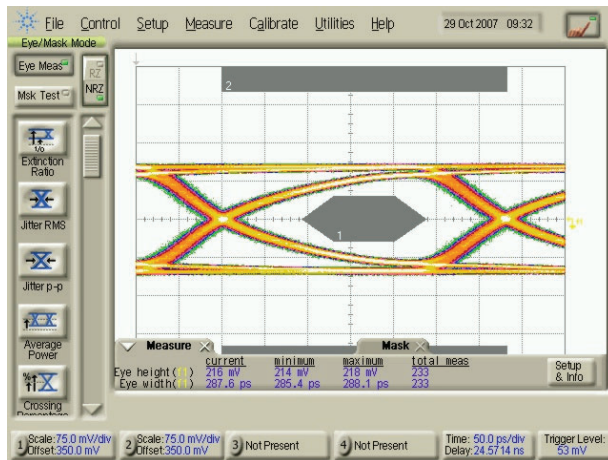 File Control Setup Measure Calibrate Utilities Help 29 Oct 2007 09:32
Eye/Mask Mode
Eye Meas
RZ
NRZ
Msk Test
2
1/0
Extinction
Ratio
Jitter RMS
1
Jitter p-p
Average
Power
Measure Mask
current minimum maximum total meas
Eye height( 216 mV 214 mV 218 mV 233
Eye width( 287.6 ps 285.4 ps 288.1 ps 233
Setup
& Info
%
Crossing
1 Scale:75.0 mV/div
Offset:350.0 mV
2 Scale:75.0 mV/div
Offset:350.0 mV
3 Not Present
4 Not Present
Time: 50.0 ps/div
Delay:24.5714 ns
Trigger Level:
53 mV